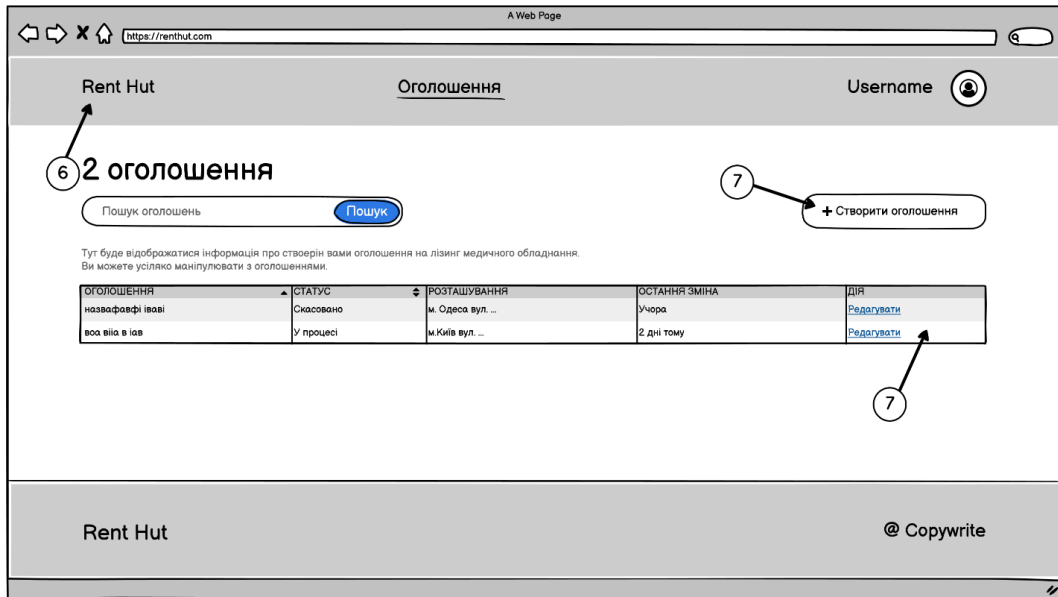 A Web Page
https://renthut.com
Rent Hut
Оголошення
Username
6
2 оголошення
7
Пошук оголошень
Пошук
+ Створити оголошення
Тут буде відображатися інформація про створерін вами оголошення на лізинг медичного обладнання.
Ви можете усіляко маніпулювати з оголошеннями.
ОГОЛОШЕННЯ СТАТУС РОЗТАШУВАННЯ ОСТАННЯ ЗМІНА ДІЯ
назвафавфі іваві Скасовано м. Одеса вул. ... Учора Редагувати
воа віів в іав У процесі м.Київ вул. ... 2 дні тому Редагувати
7
Rent Hut
@ Copywrite